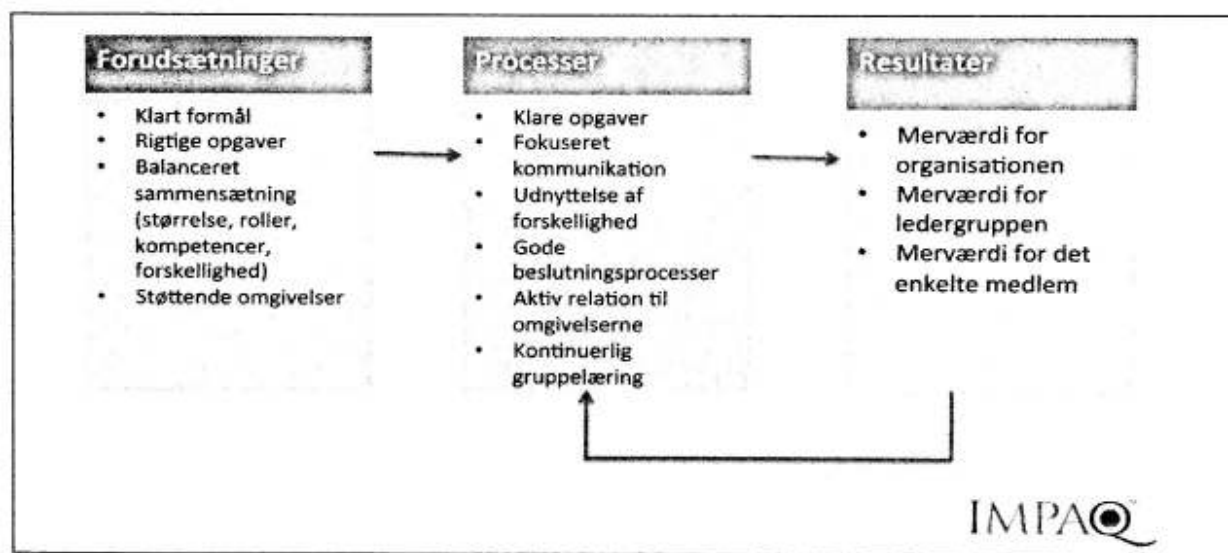 Forudsætninger
• Klart formål
• Rigtige opgaver
• Balanceret
sammensætning
(størrelse, roller,
kompetencer,
forskellighed)
• Støttende omgivelser
Processer
• Klare opgaver
• Fokuseret
kommunikation
• Udnyttelse af
forskellighed
• Gode
beslutningsprocesser
• Aktiv relation til
omgivelserne
• Kontinuerlig
gruppelæring
Resultater
• Merværdi for
organisationen
• Merværdi for
ledergruppen
• Merværdi for det
enkelte medlem
IMPAQ